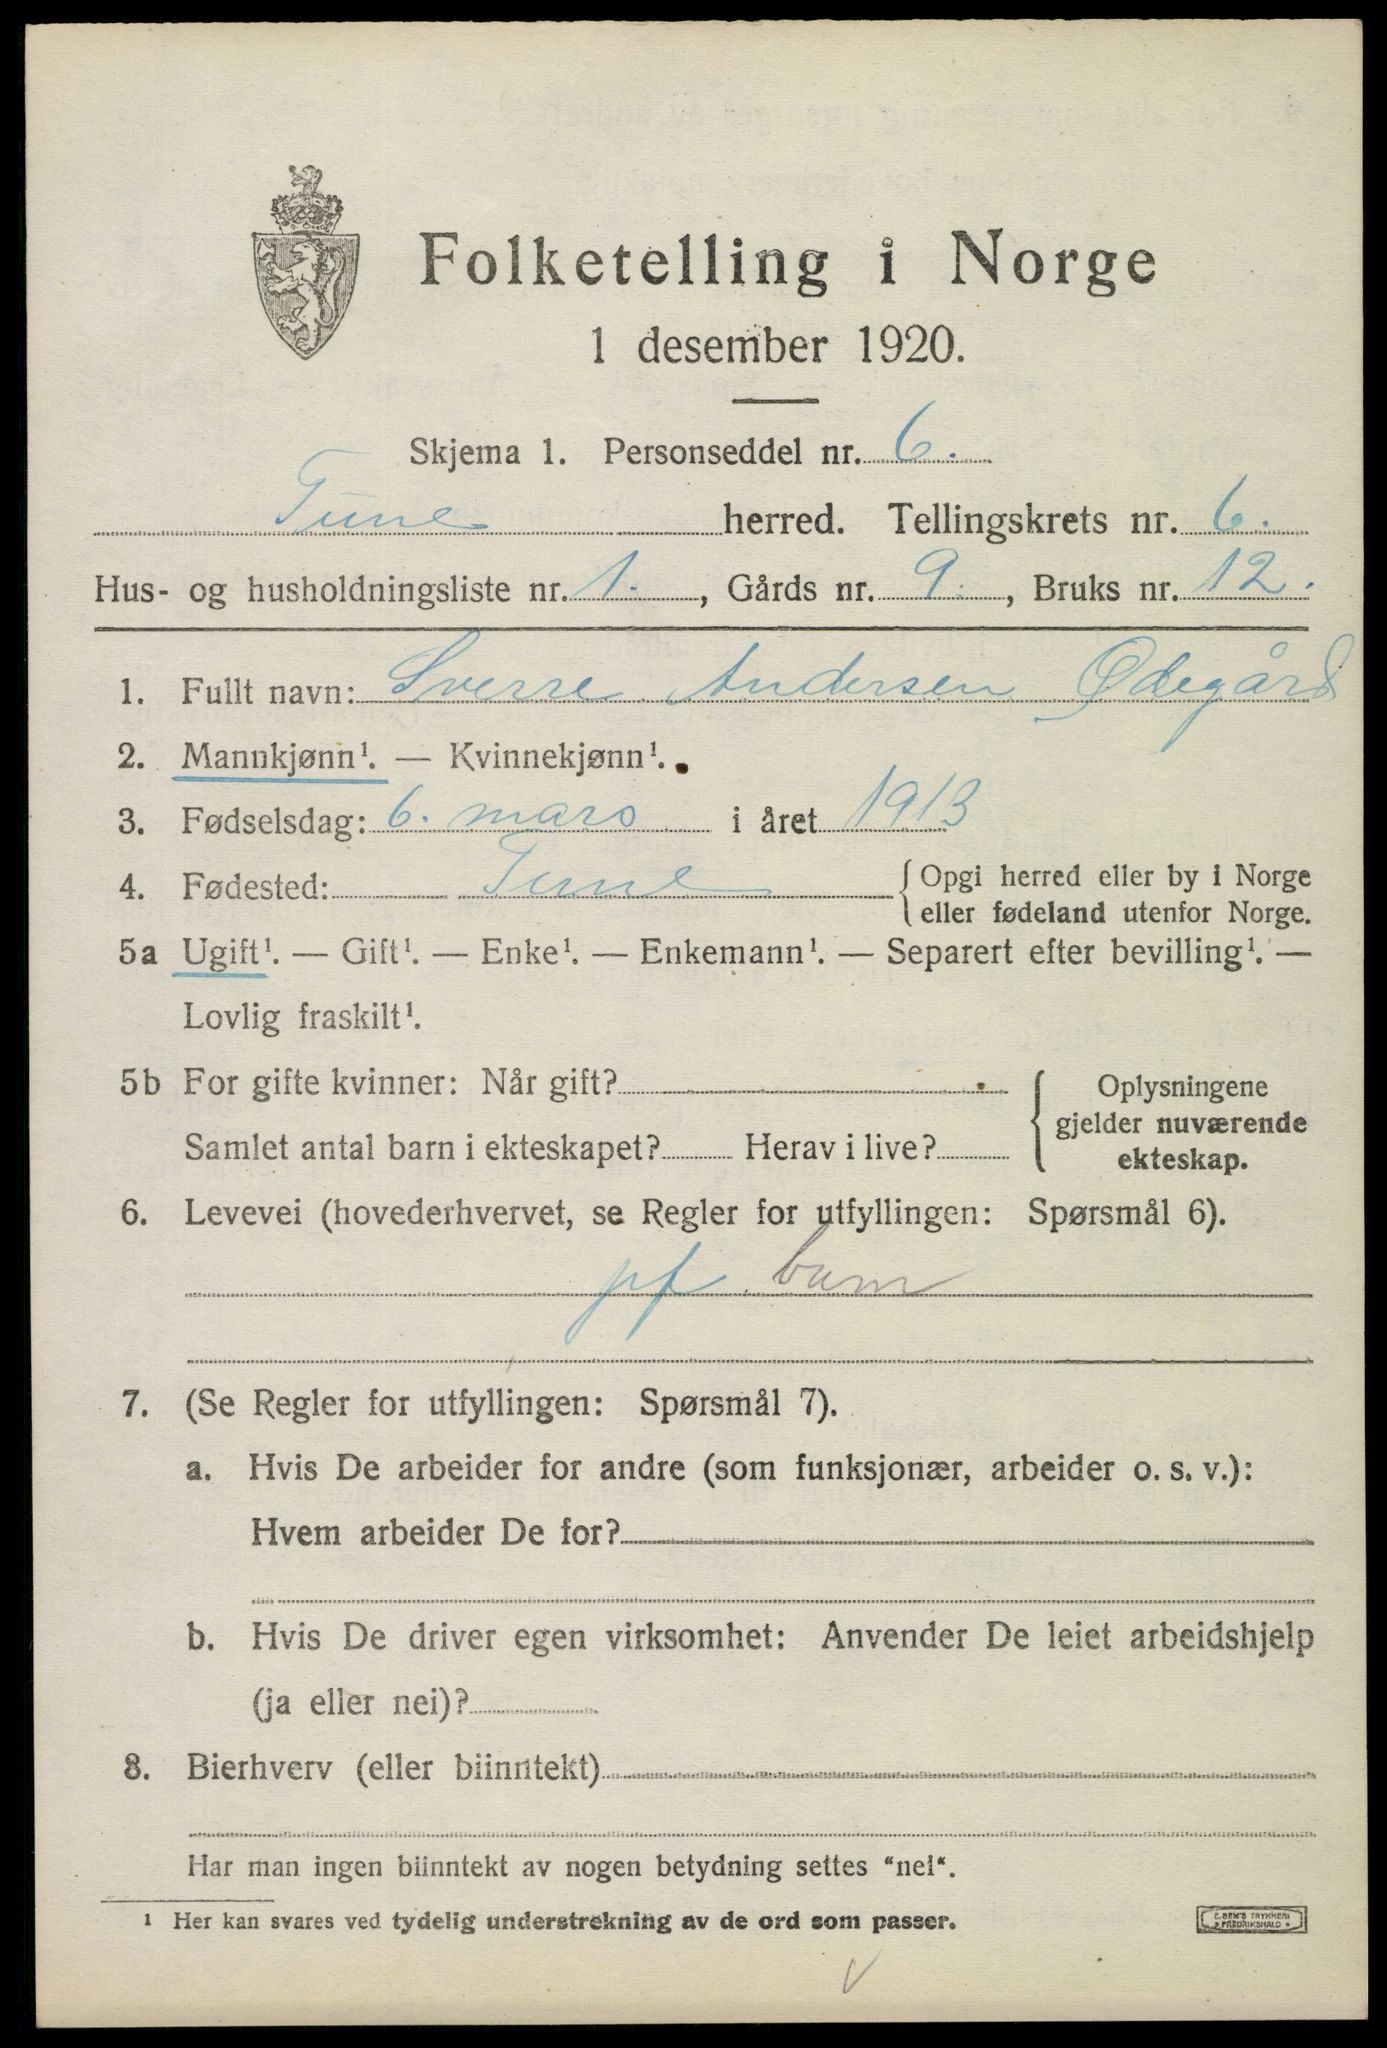 Folketelling i Norge
1 desember 1920.
Skjema 1. Personseddel nr. 6.
Tune herred. Tellingskrets nr. 6.
Hus- og husholdningsliste nr. 1., Gårds nr. 9., Bruks nr. 12.
1. Fullt navn: Sverre Andersen Ødegård
2. Mannkjønn¹. — Kvinnekjønn¹.
3. Fødselsdag: 6. mars i året 1913
4. Fødested: Tune { Opgi herred eller by i Norge
eller fødeland utenfor Norge.
5a Ugift¹. — Gift¹. — Enke¹. — Enkemann¹. — Separert efter bevilling¹. —
Lovlig fraskilt¹.
5b For gifte kvinner: Når gift?
Samlet antal barn i ekteskapet? Herav i live?
{ Oplysningene
gjelder nuværende
ekteskap.
6. Levevei (hovederhvervet, se Regler for utfyllingen: Spørsmål 6).
pf. barn
7. (Se Regler for utfyllingen: Spørsmål 7).
a. Hvis De arbeider for andre (som funksjonær, arbeider o. s. v.):
Hvem arbeider De for?
b. Hvis De driver egen virksomhet: Anvender De leiet arbeidshjelp
(ja eller nei)?
8. Bierhverv (eller biinntekt)
Har man ingen biinntekt av nogen betydning settes "nei".
¹ Her kan svares ved tydelig understrekning av de ord som passer.
E. SEM'S TRYKKERI
FREDRIKSHALD